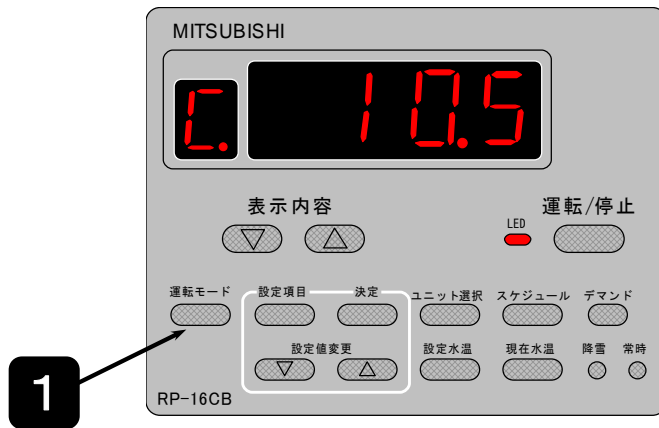 MITSUBISHI
C. 10.5
表示内容
運転/停止
LED
運転モード
設定項目
決定
ユニット選択
スケジュール
デマンド
設定値変更
設定水温
現在水温
降雪
常時
1
RP-16CB